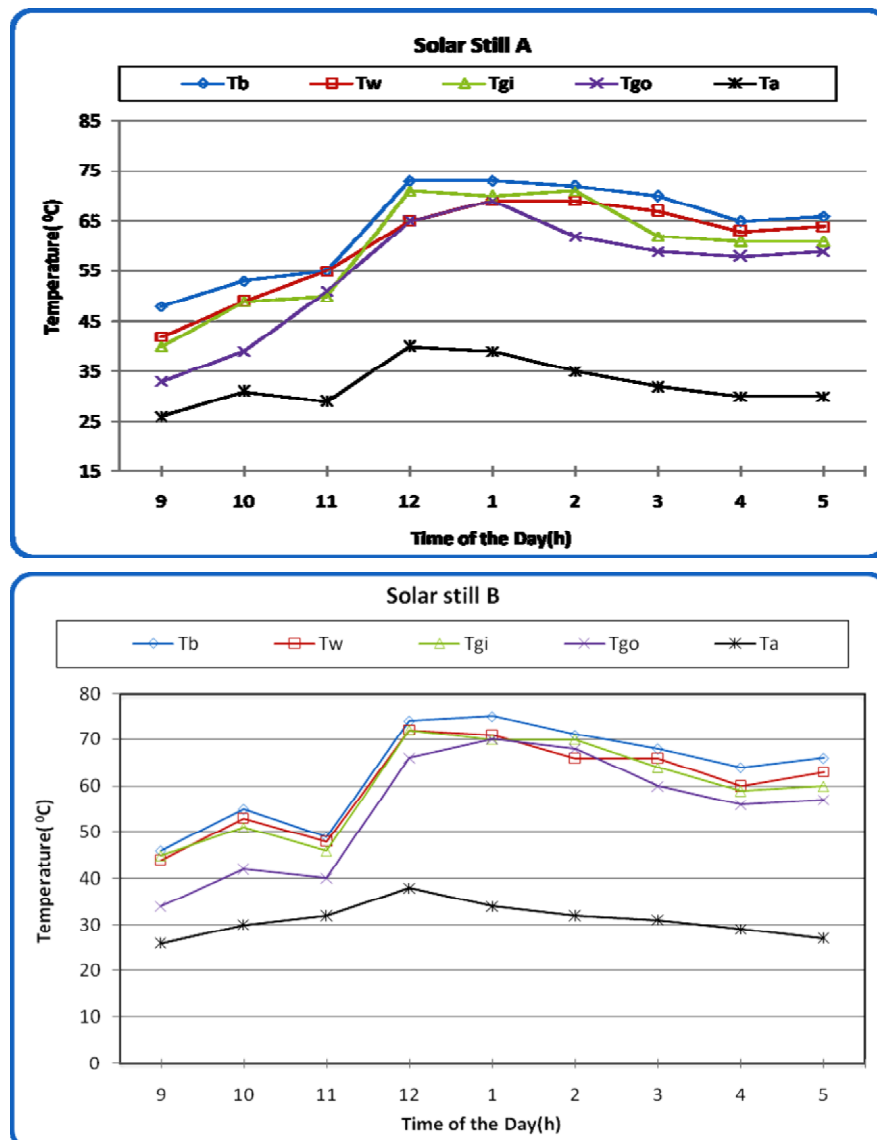 Solar Still A
Tb Tw Tgi Tgo Ta
Temperature(⁰C)
85
75
65
55
45
35
25
15
9 10 11 12 1 2 3 4 5
Time of the Day(h)
Solar still B
Tb Tw Tgi Tgo Ta
Temperature(⁰C)
80
70
60
50
40
30
20
10
0
9 10 11 12 1 2 3 4 5
Time of the Day(h)